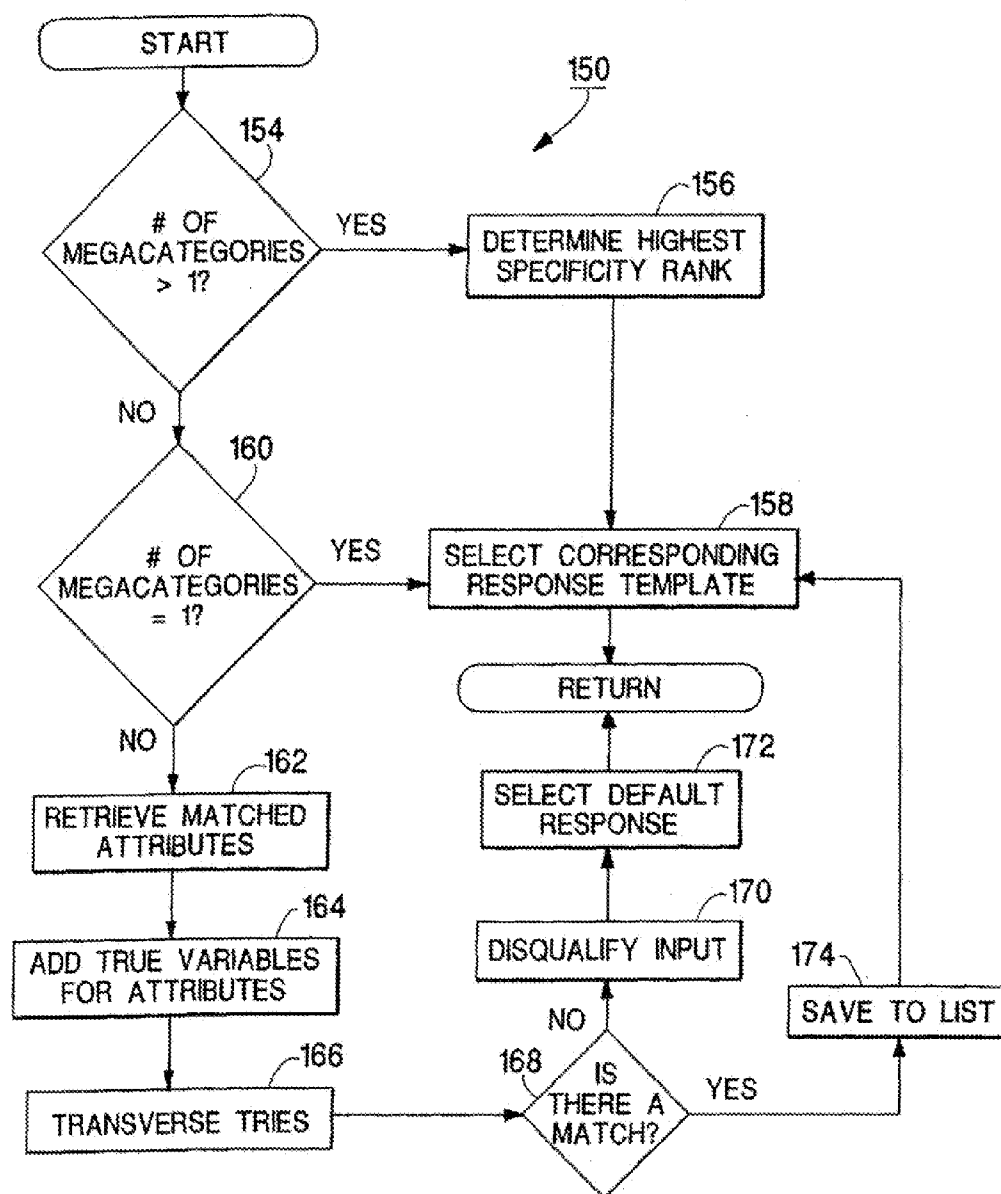 START
150
154
# OF
MEGACATEGORIES
> 1?
YES
156
DETERMINE HIGHEST
SPECIFICITY RANK
NO
160
# OF
MEGACATEGORIES
= 1?
YES
158
SELECT CORRESPONDING
RESPONSE TEMPLATE
RETURN
NO
162
RETRIEVE MATCHED
ATTRIBUTES
172
SELECT DEFAULT
RESPONSE
164
ADD TRUE VARIABLES
FOR ATTRIBUTES
170
DISQUALIFY INPUT
174
SAVE TO LIST
166
TRANSVERSE TRIES
NO
168
IS
THERE A
MATCH?
YES